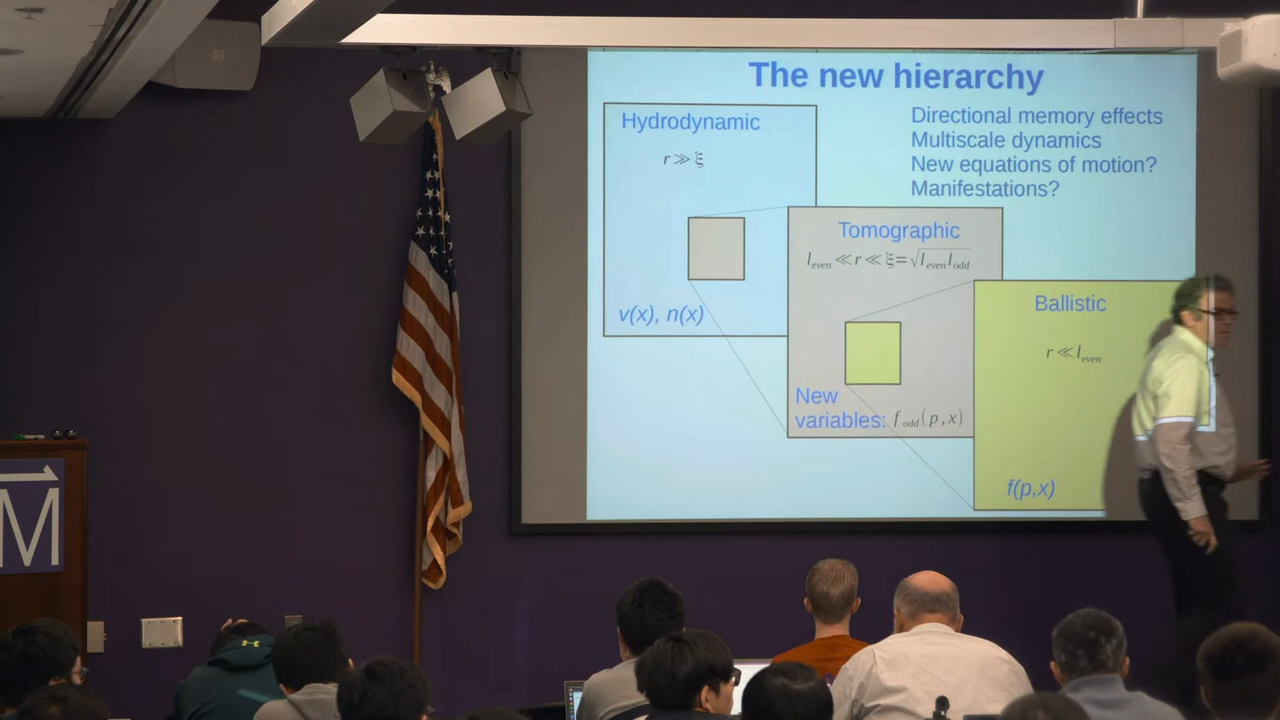 The new hierarchy
Hydrodynamic
r ≫ ξ
v(x), n(x)
Directional memory effects
Multiscale dynamics
New equations of motion?
Manifestations?
Tomographic
l_even ≪ r ≪ ξ = √(l_even l_odd)
New
variables: f_odd(p, x)
Ballistic
r ≪ l_even
f(p,x)
M